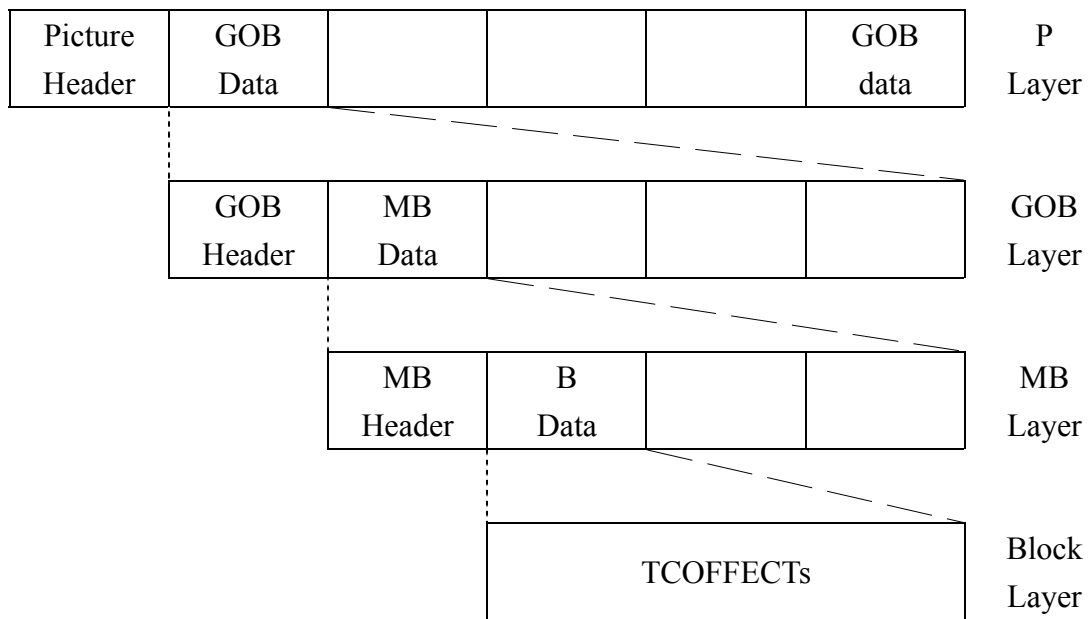 Picture Header
GOB Data
GOB data
P Layer
GOB Header
MB Data
GOB Layer
MB Header
B Data
MB Layer
TCOFFECTs
Block Layer